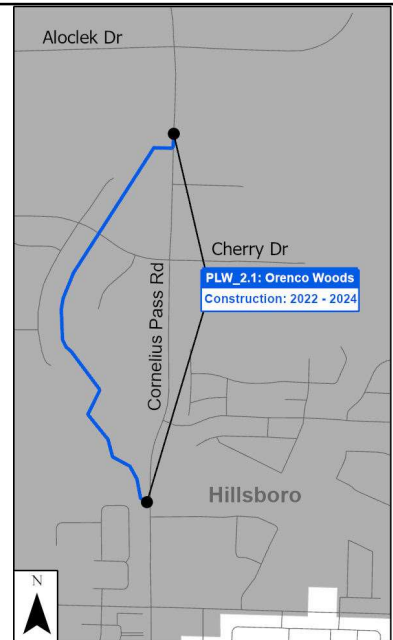 Aloclek Dr
Cherry Dr
PLW_2.1: Orenco Woods
Construction: 2022 - 2024
Cornelius Pass Rd
Hillsboro
N